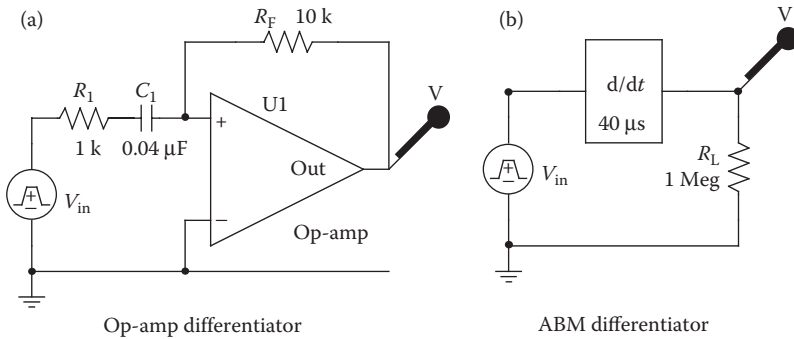 (a)
R_F 10 k
V
R_1
C_1
U1
+
1 k
0.04 µF
Out
V_in
−
Op-amp
Op-amp differentiator
(b)
V
d/dt
40 µs
R_L
1 Meg
V_in
ABM differentiator